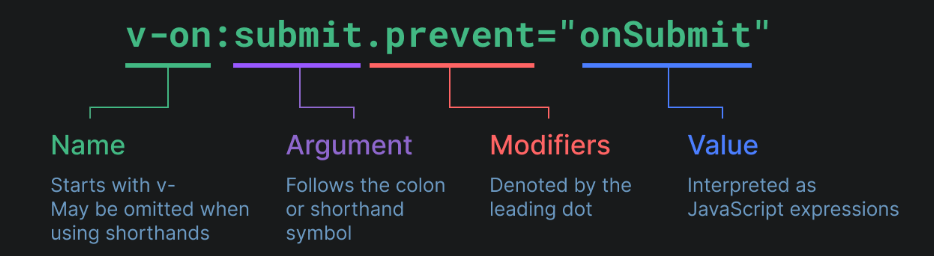 v-on:submit.prevent="onSubmit"
Name
Starts with v-
May be omitted when
using shorthands
Argument
Follows the colon
or shorthand
symbol
Modifiers
Denoted by the
leading dot
Value
Interpreted as
JavaScript expressions